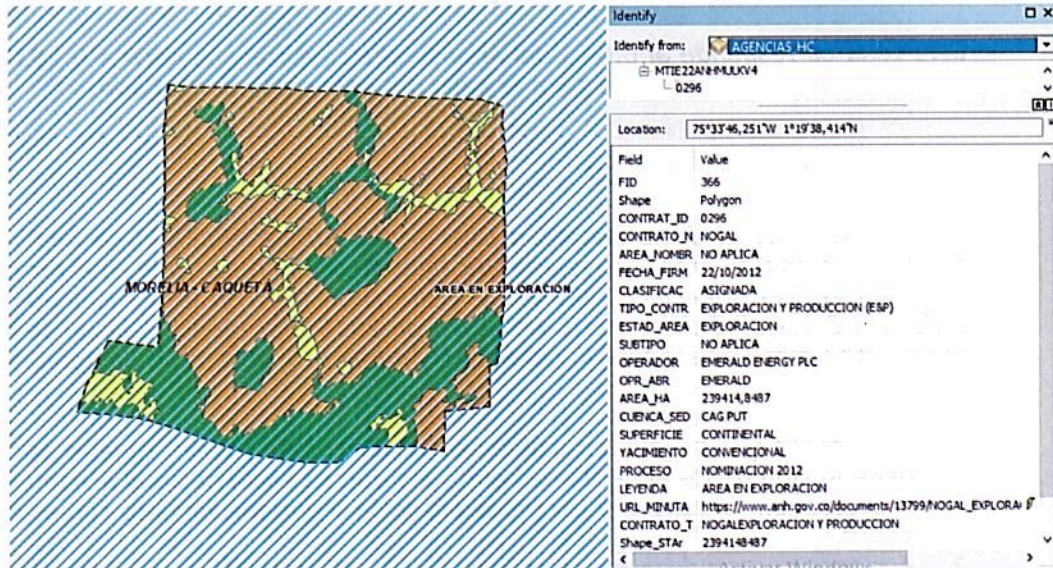 MORELIA - CAQUETA
AREA EN EXPLORACIÓN
Identify
Identify from: AGENCIAS_HC
MTIE22ANHMULKV4
0296
Location: 75°33'46,251"W 1°19'38,414"N
Field Value
FID 366
Shape Polygon
CONTRAT_ID 0296
CONTRATO_N NOGAL
AREA_NOMBR NO APLICA
FECHA_FIRM 22/10/2012
CLASIFICAC ASIGNADA
TIPO_CONTR EXPLORACION Y PRODUCCION (E&P)
ESTAD_AREA EXPLORACION
SUBTIPO NO APLICA
OPERADOR EMERALD ENERGY PLC
OPR_ABR EMERALD
AREA_HA 239414,8487
CUENCA_SED CAG PUT
SUPERFICIE CONTINENTAL
YACIMIENTO CONVENCIONAL
PROCESO NOMINACION 2012
LEYENDA AREA EN EXPLORACION
URL_MINUTA https://www.anh.gov.co/documents/13799/NOGAL_EXPLORA
CONTRATO_T NOGALEXPLORACION Y PRODUCCION
Shape_STAr 2394148487
Activar Windows